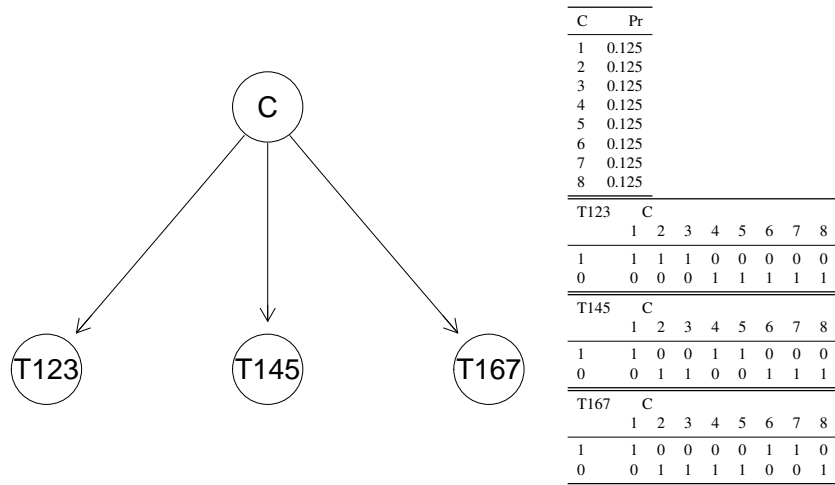 C
T123 T145 T167
C Pr
1 0.125
2 0.125
3 0.125
4 0.125
5 0.125
6 0.125
7 0.125
8 0.125
T123 C
1 2 3 4 5 6 7 8
1 1 1 1 0 0 0 0 0
0 0 0 0 1 1 1 1 1
T145 C
1 2 3 4 5 6 7 8
1 1 0 0 1 1 0 0 0
0 0 1 1 0 0 1 1 1
T167 C
1 2 3 4 5 6 7 8
1 1 0 0 0 0 1 1 0
0 0 1 1 1 1 0 0 1